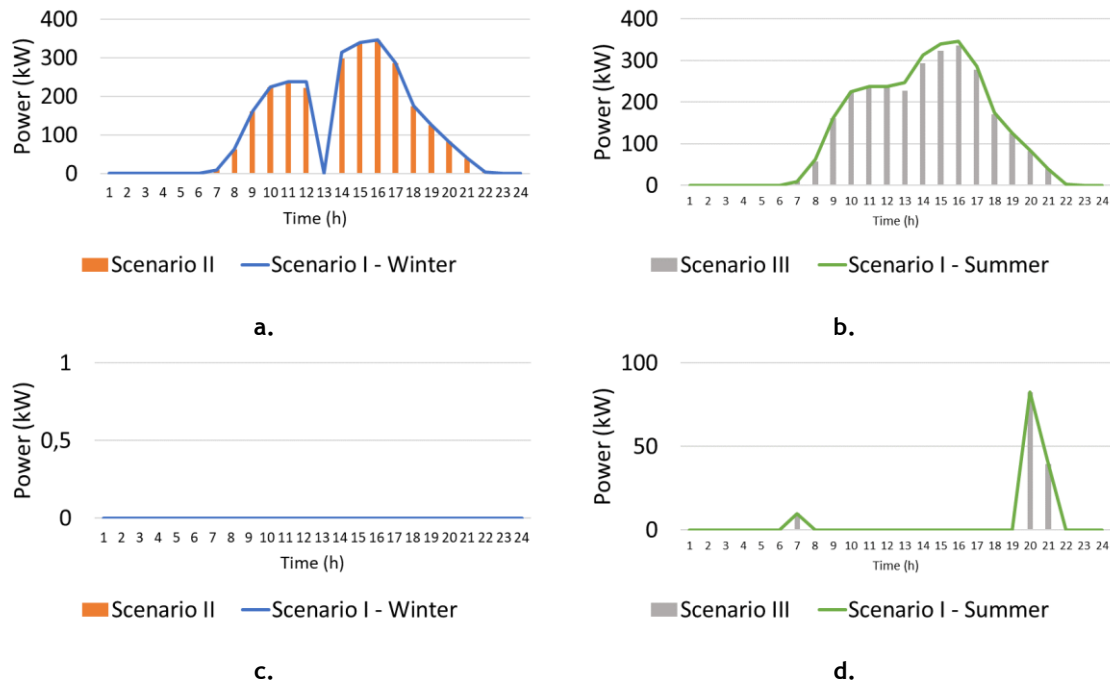 400
300
200
100
0
Power (kW)
1 2 3 4 5 6 7 8 9 10 11 12 13 14 15 16 17 18 19 20 21 22 23 24
Time (h)
Scenario II Scenario I - Winter
a.
400
300
200
100
0
Power (kW)
1 2 3 4 5 6 7 8 9 10 11 12 13 14 15 16 17 18 19 20 21 22 23 24
Time (h)
Scenario III Scenario I - Summer
b.
1
0,5
0
Power (kW)
1 2 3 4 5 6 7 8 9 10 11 12 13 14 15 16 17 18 19 20 21 22 23 24
Time (h)
Scenario II Scenario I - Winter
c.
100
50
0
Power (kW)
1 2 3 4 5 6 7 8 9 10 11 12 13 14 15 16 17 18 19 20 21 22 23 24
Time (h)
Scenario III Scenario I - Summer
d.